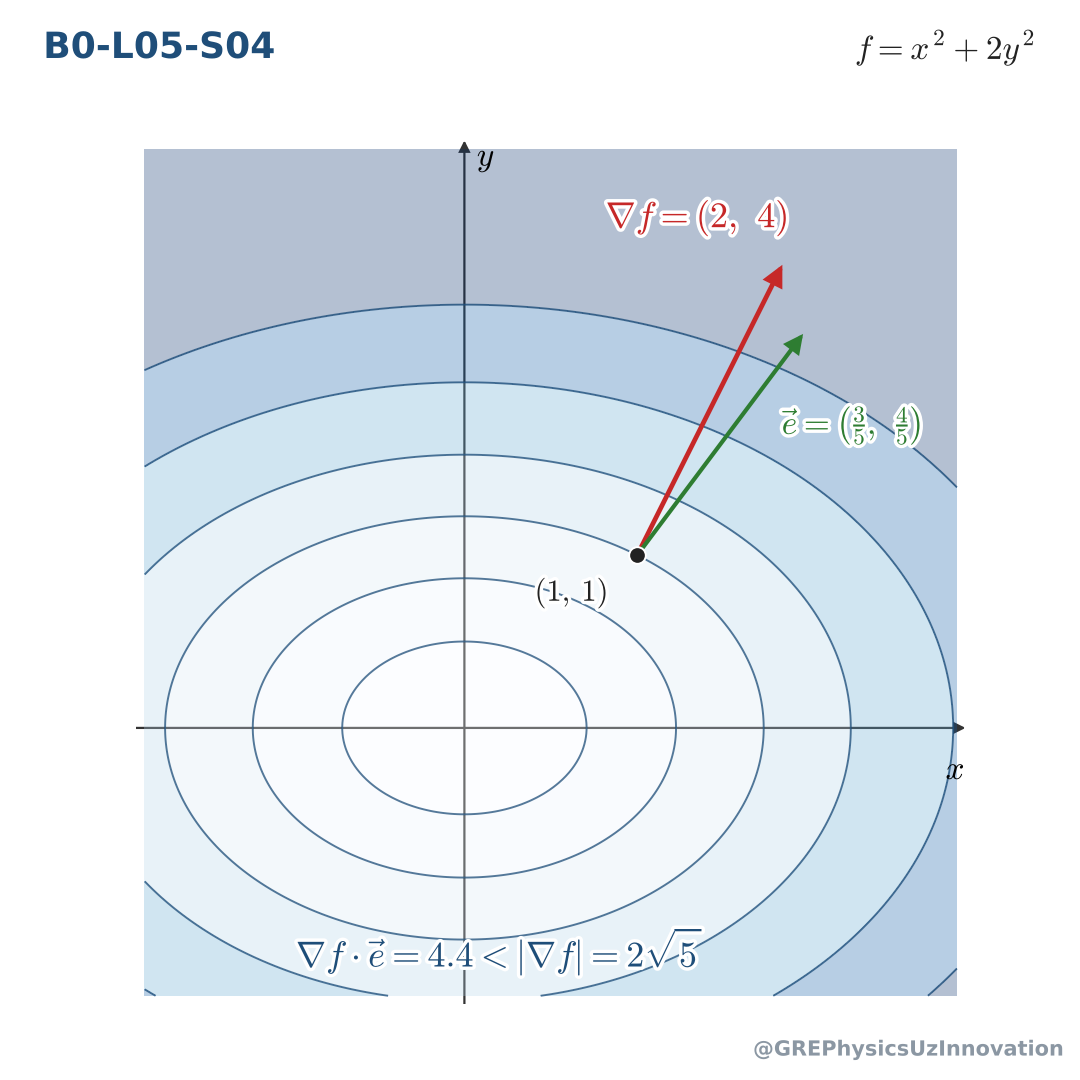 B0-L05-S04
f = x² + 2y²
y
∇f = (2, 4)
e⃗ = (3/5, 4/5)
(1, 1)
x
∇f · e⃗ = 4.4 < |∇f| = 2√5
@GREPhysicsUzInnovation